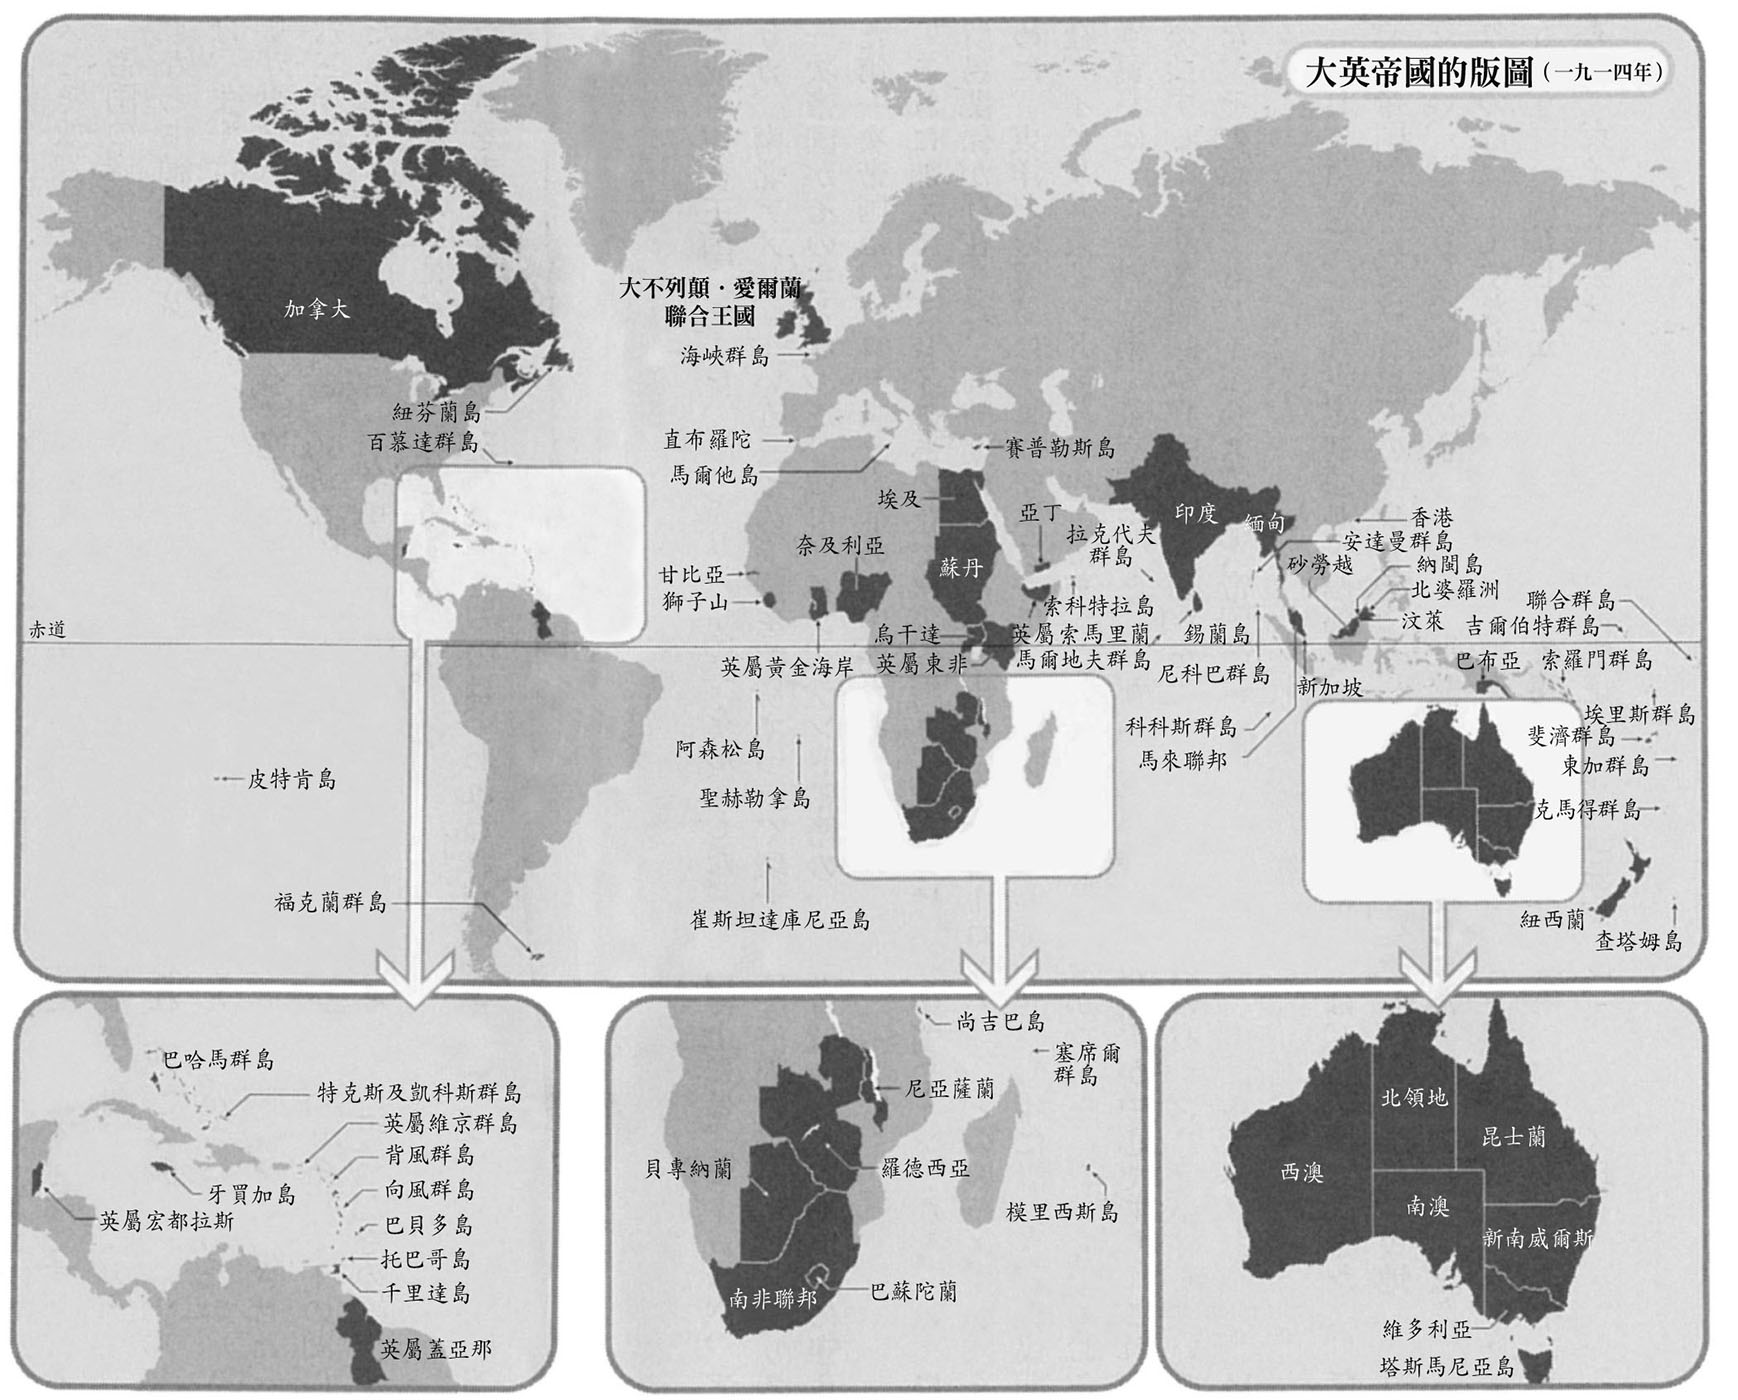 大英帝國的版圖（一九一四年）
加拿大
大不列顛・愛爾蘭
聯合王國
海峽群島
紐芬蘭島
百慕達群島
直布羅陀
馬爾他島
賽普勒斯島
埃及
亞丁
拉克代夫
群島
印度
緬甸
香港
安達曼群島
砂勞越
納閩島
北婆羅洲
汶萊
奈及利亞
蘇丹
甘比亞
獅子山
索科特拉島
聯合群島
吉爾伯特群島
赤道
烏干達
英屬索馬里蘭
錫蘭島
英屬黃金海岸
英屬東非
馬爾地夫群島
尼科巴群島
新加坡
巴布亞
索羅門群島
埃里斯群島
科科斯群島
馬來聯邦
斐濟群島
東加群島
阿森松島
皮特肯島
聖赫勒拿島
克馬得群島
福克蘭群島
崔斯坦達庫尼亞島
紐西蘭
查塔姆島
巴哈馬群島
特克斯及凱科斯群島
英屬維京群島
背風群島
向風群島
牙買加島
英屬宏都拉斯
巴貝多島
托巴哥島
千里達島
英屬蓋亞那
尚吉巴島
塞席爾
群島
尼亞薩蘭
貝專納蘭
羅德西亞
模里西斯島
南非聯邦
巴蘇陀蘭
北領地
昆士蘭
西澳
南澳
新南威爾斯
維多利亞
塔斯馬尼亞島